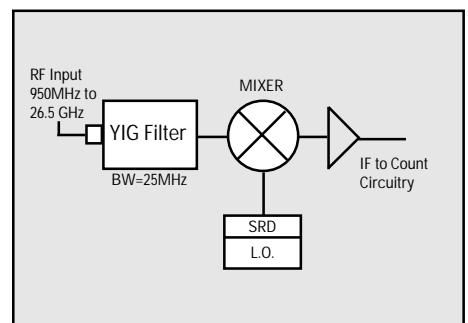 RF Input
950MHz to
26.5 GHz
MIXER
YIG Filter
BW=25MHz
IF to Count
Circuitry
SRD
L.O.